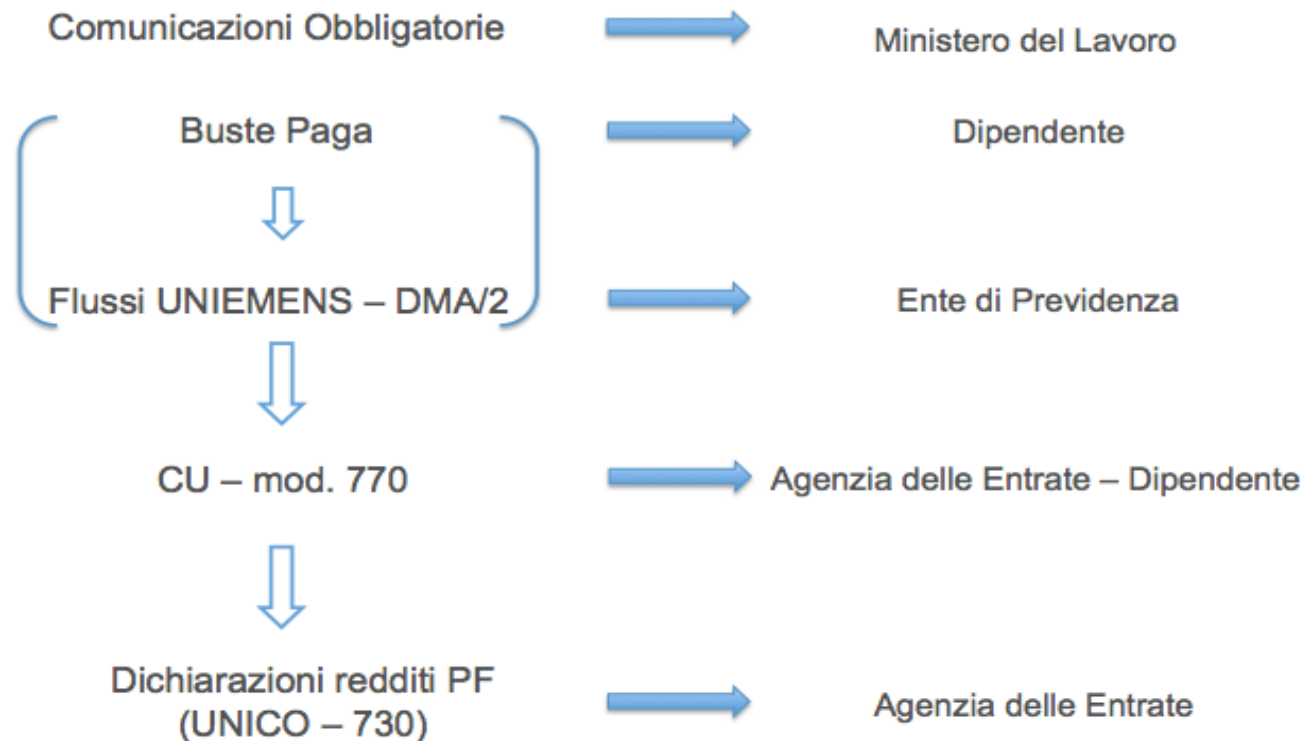 Comunicazioni Obbligatorie
Ministero del Lavoro
Buste Paga
Dipendente
Flussi UNIEMENS – DMA/2
Ente di Previdenza
CU – mod. 770
Agenzia delle Entrate – Dipendente
Dichiarazioni redditi PF
(UNICO – 730)
Agenzia delle Entrate